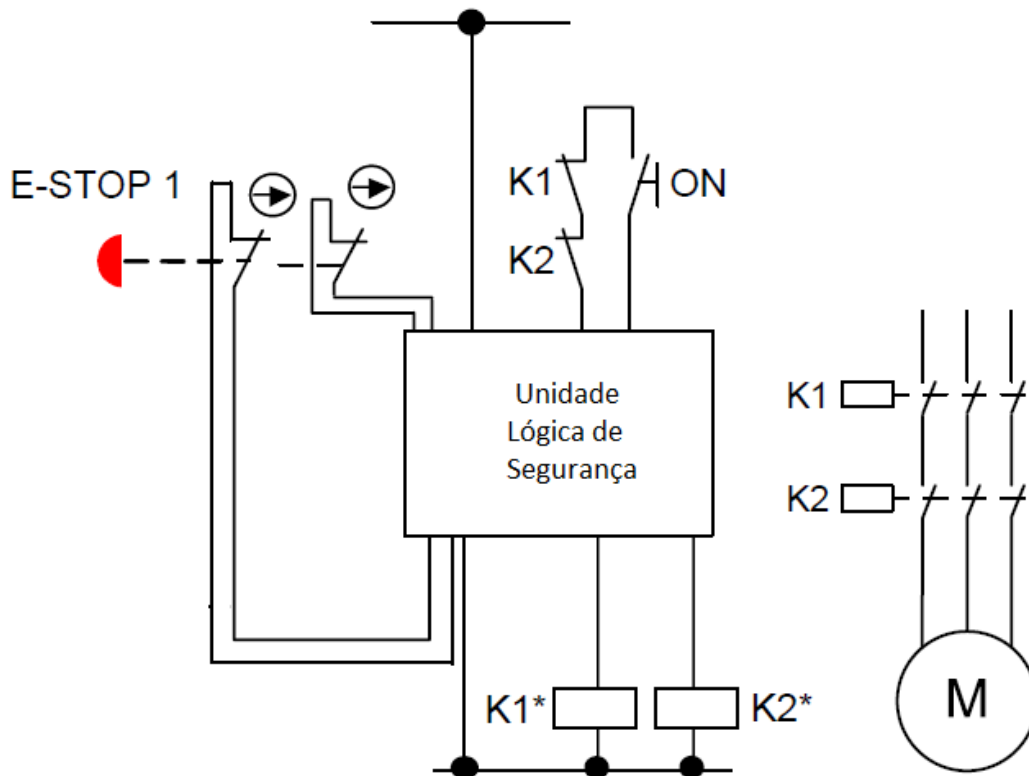 E-STOP 1
K1
ON
K2
Unidade
Lógica de
Segurança
K1
K2
K1*
K2*
M